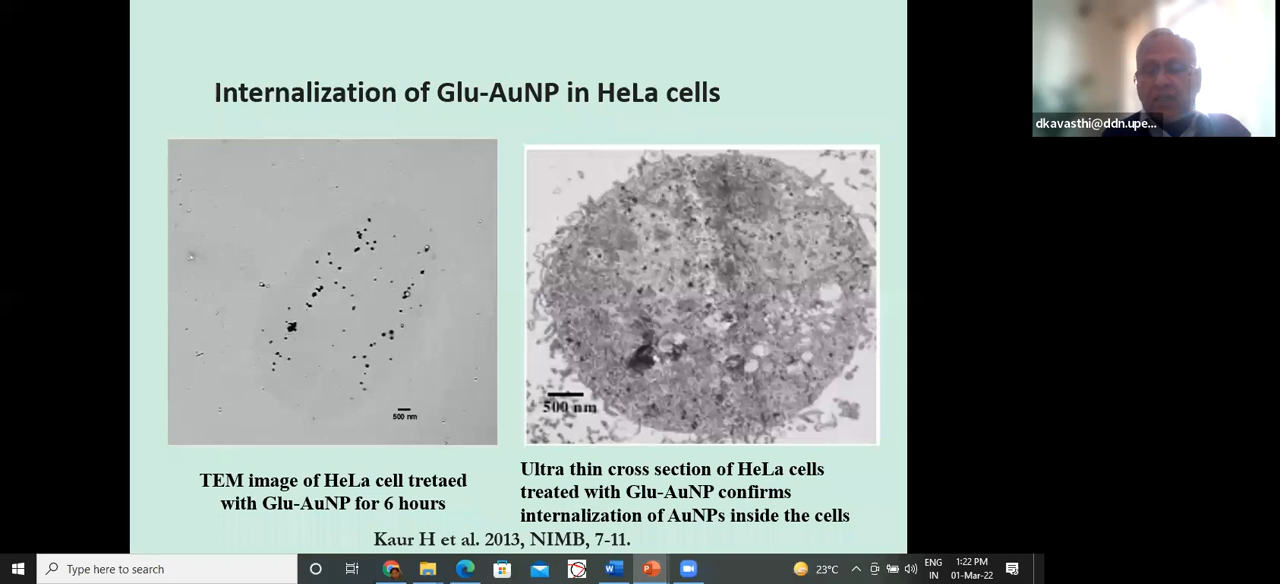 Internalization of Glu-AuNP in HeLa cells
dkavasthi@ddn.upe...
500 nm
500 nm
TEM image of HeLa cell tretaed
with Glu-AuNP for 6 hours
Ultra thin cross section of HeLa cells
treated with Glu-AuNP confirms
internalization of AuNPs inside the cells
Kaur H et al. 2013, NIMB, 7-11.
Type here to search
23°C
ENG
IN
1:22 PM
01-Mar-22